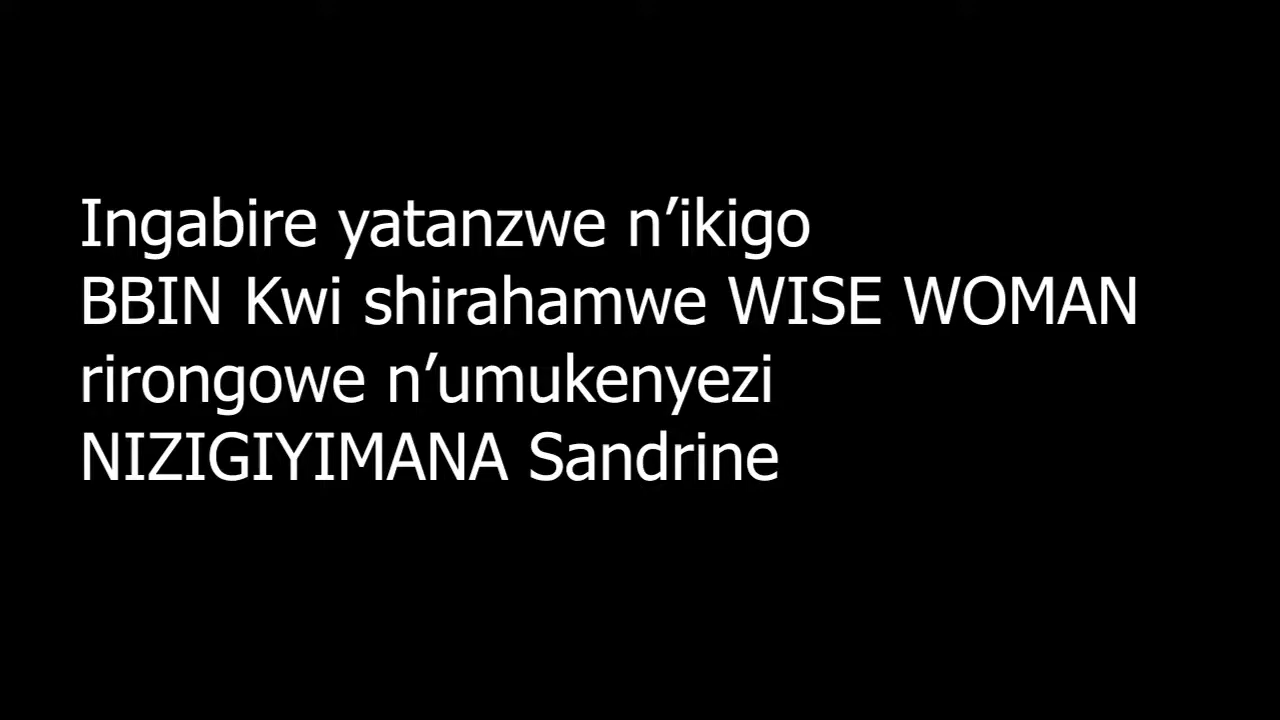 Ingabire yatanzwe n’ikigo
BBIN Kwi shirahamwe WISE WOMAN
rirongowe n’umukenyezi
NIZIGIYIMANA Sandrine